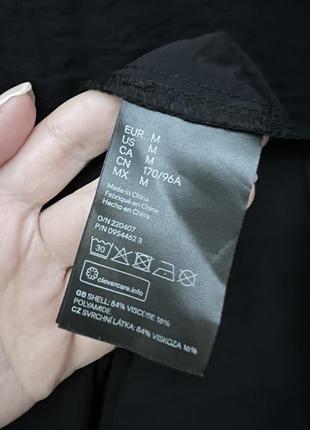 EUR M
US M
CA M
CN 170/96A
MX M
Made in China
Fabriqué en Chine
Hecho en China
O/N 220407
P/N 0954462 3
30
clevercare.info
GB SHELL: 84% VISCOSE 16%
POLYAMIDE.
CZ SVRCHNÍ LÁTKA: 84% VISKÓZA 16%